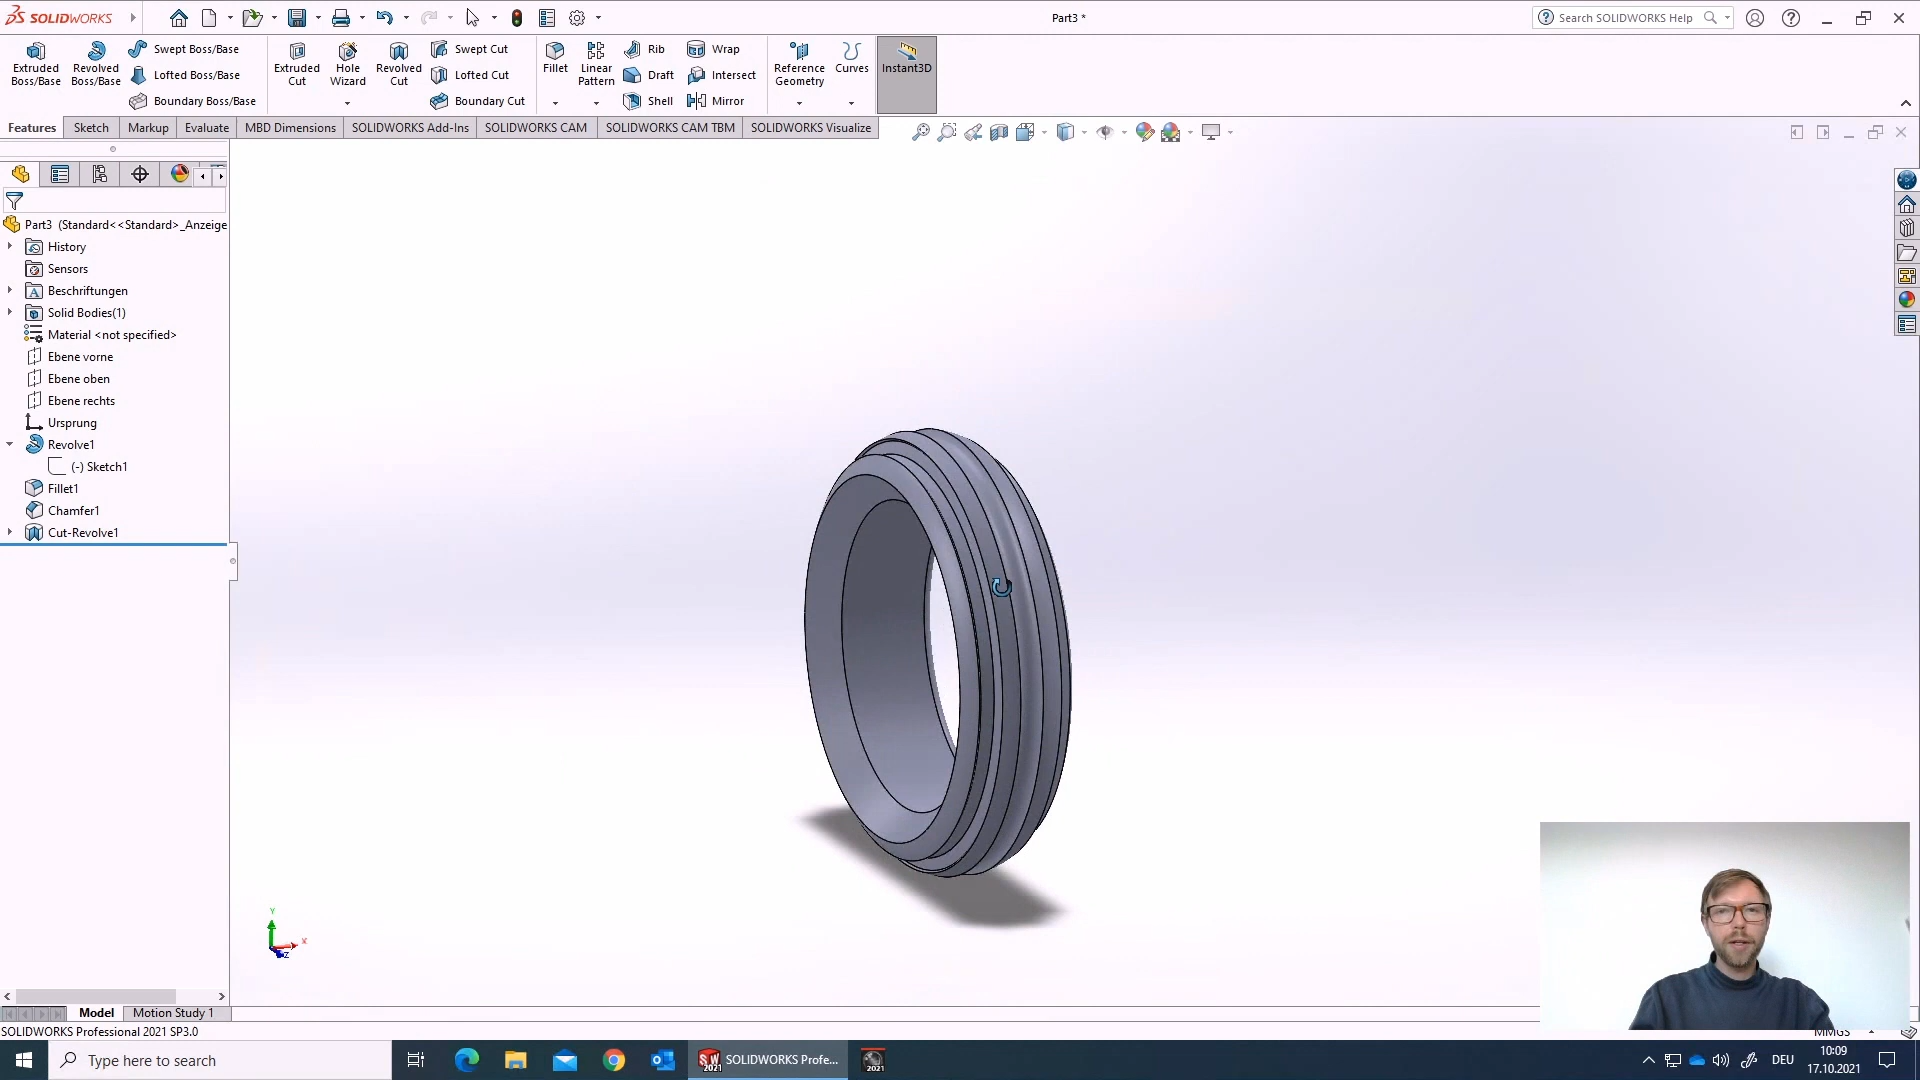 SOLIDWORKS
Part3 *
Search SOLIDWORKS Help
Extruded Boss/Base
Revolved Boss/Base
Swept Boss/Base
Lofted Boss/Base
Boundary Boss/Base
Extruded Cut
Hole Wizard
Revolved Cut
Swept Cut
Lofted Cut
Boundary Cut
Fillet
Linear Pattern
Rib
Draft
Shell
Wrap
Intersect
Mirror
Reference Geometry
Curves
Instant3D
Features
Sketch
Markup
Evaluate
MBD Dimensions
SOLIDWORKS Add-Ins
SOLIDWORKS CAM
SOLIDWORKS CAM TBM
SOLIDWORKS Visualize
Part3 (Standard<<Standard>_Anzeige
History
Sensors
Beschriftungen
Solid Bodies(1)
Material <not specified>
Ebene vorne
Ebene oben
Ebene rechts
Ursprung
Revolve1
(-) Sketch1
Fillet1
Chamfer1
Cut-Revolve1
Y
X
Z
Model
Motion Study 1
SOLIDWORKS Professional 2021 SP3.0
MMGS
Type here to search
SOLIDWORKS Profe...
2021
DEU
10:09
17.10.2021